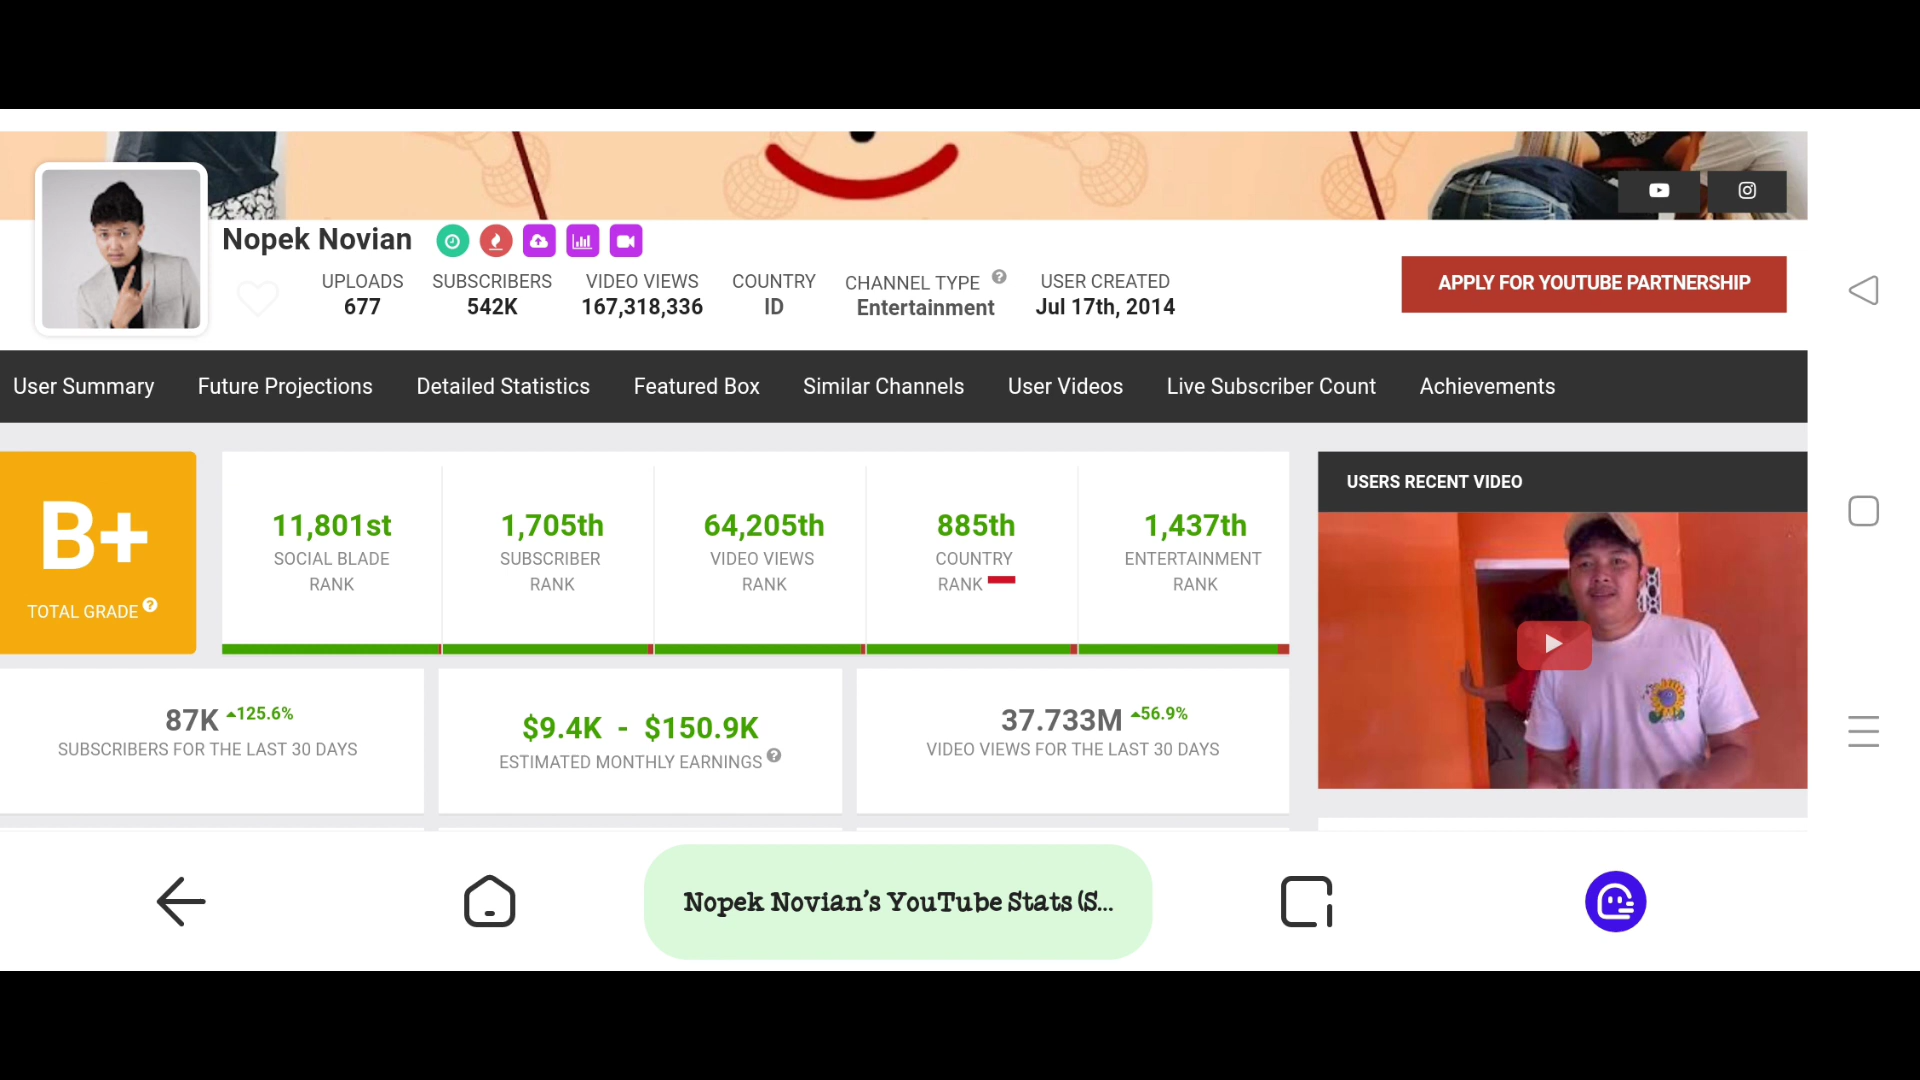 Nopek Novian
UPLOADS
677
SUBSCRIBERS
542K
VIDEO VIEWS
167,318,336
COUNTRY
ID
CHANNEL TYPE ?
Entertainment
USER CREATED
Jul 17th, 2014
APPLY FOR YOUTUBE PARTNERSHIP
User Summary
Future Projections
Detailed Statistics
Featured Box
Similar Channels
User Videos
Live Subscriber Count
Achievements
B+
TOTAL GRADE ?
11,801st
SOCIAL BLADE
RANK
1,705th
SUBSCRIBER
RANK
64,205th
VIDEO VIEWS
RANK
885th
COUNTRY
RANK
1,437th
ENTERTAINMENT
RANK
USERS RECENT VIDEO
87K 125.6%
SUBSCRIBERS FOR THE LAST 30 DAYS
$9.4K - $150.9K
ESTIMATED MONTHLY EARNINGS ?
37.733M 56.9%
VIDEO VIEWS FOR THE LAST 30 DAYS
Nopek Novian's YouTube Stats (S...